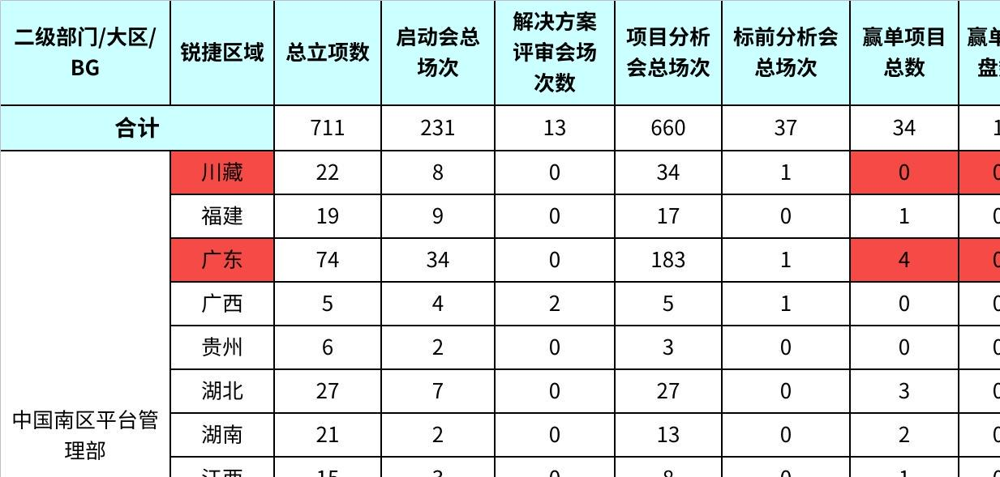 二级部门/大区/
BG
锐捷区域
总立项数
启动会总
场次
解决方案
评审会场
次数
项目分析
会总场次
标前分析会
总场次
赢单项目
总数
赢单
合计 711 231 13 660 37 34
川藏 22 8 0 34 1 0 0
福建 19 9 0 17 0 1 0
广东 74 34 0 183 1 4 0
广西 5 4 2 5 1 0 0
贵州 6 2 0 3 0 0 0
湖北 27 7 0 27 0 3 0
中国南区平台管
理部
湖南 21 2 0 13 0 2 0
江西 15 3 0 8 0 1